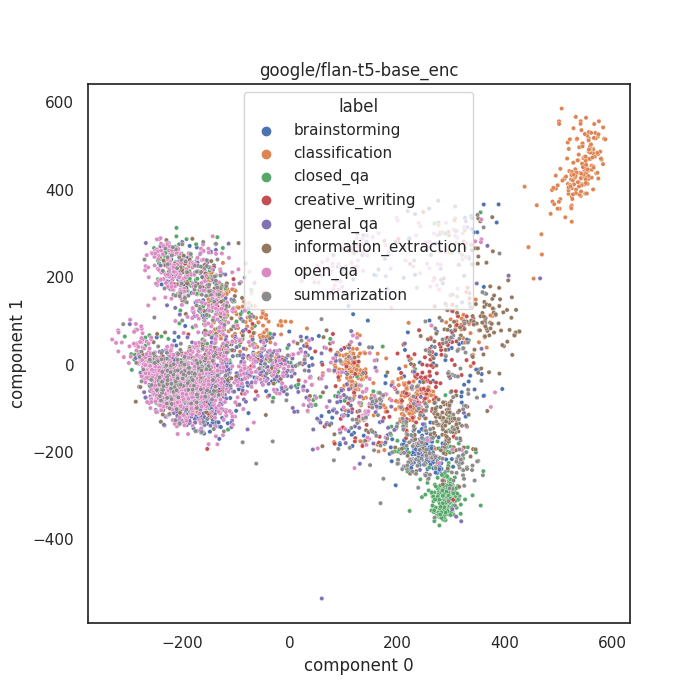 google/flan-t5-base_enc
label
brainstorming
classification
closed_qa
creative_writing
general_qa
information_extraction
open_qa
summarization
600
400
200
0
−200
−400
component 1
−200 0 200 400 600
component 0